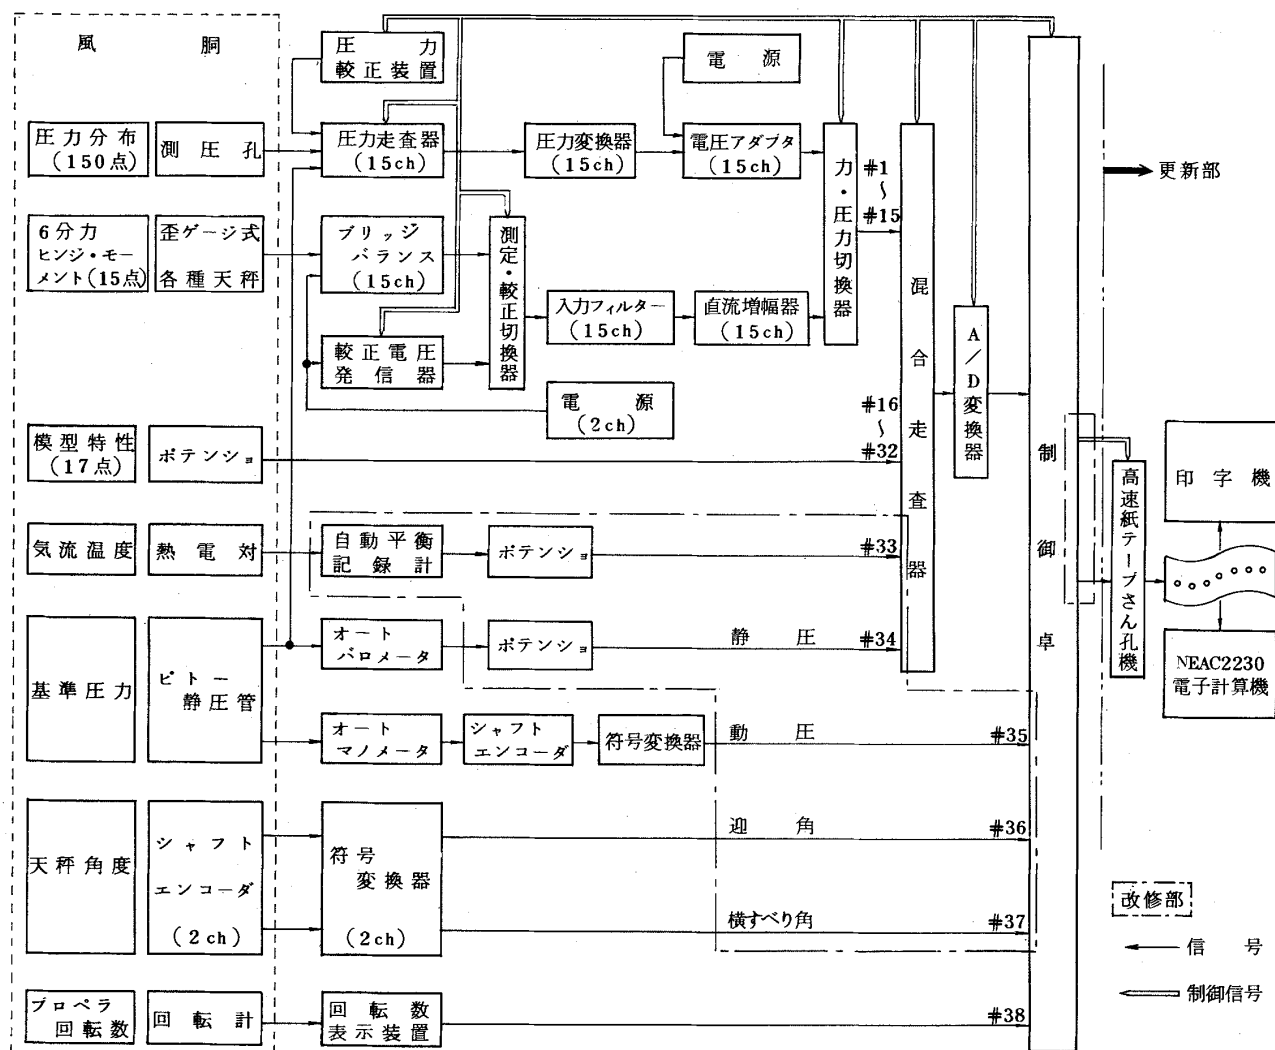 風 胴
圧力
較正装置
電源
圧力分布
(150点)
測圧孔
圧力走査器
(15ch)
圧力変換器
(15ch)
電圧アダプタ
(15ch)
力・圧力切換器
#1
〜
#15
更新部
6分力
ヒンジ・モー
メント(15点)
歪ゲージ式
各種天秤
ブリッジ
バランス
(15ch)
測定・較正切換器
入力フィルター
(15ch)
直流増幅器
(15ch)
較正電圧
発信器
電源
(2ch)
混合走査器
A/D変換器
制御卓
模型特性
(17点)
ポテンショ
#16
〜
#32
高速紙テープさん孔機
印字機
NEAC2230
電子計算機
気流温度
熱電対
自動平衡
記録計
ポテンショ
#33
基準圧力
ピトー
静圧管
オート
バロメータ
ポテンショ
静圧
#34
オート
マノメータ
シャフト
エンコーダ
符号変換器
動圧
#35
天秤角度
シャフト
エンコーダ
(2ch)
符号
変換器
(2ch)
迎角
#36
横すべり角
#37
プロペラ
回転数
回転計
回転数
表示装置
#38
改修部
信号
制御信号